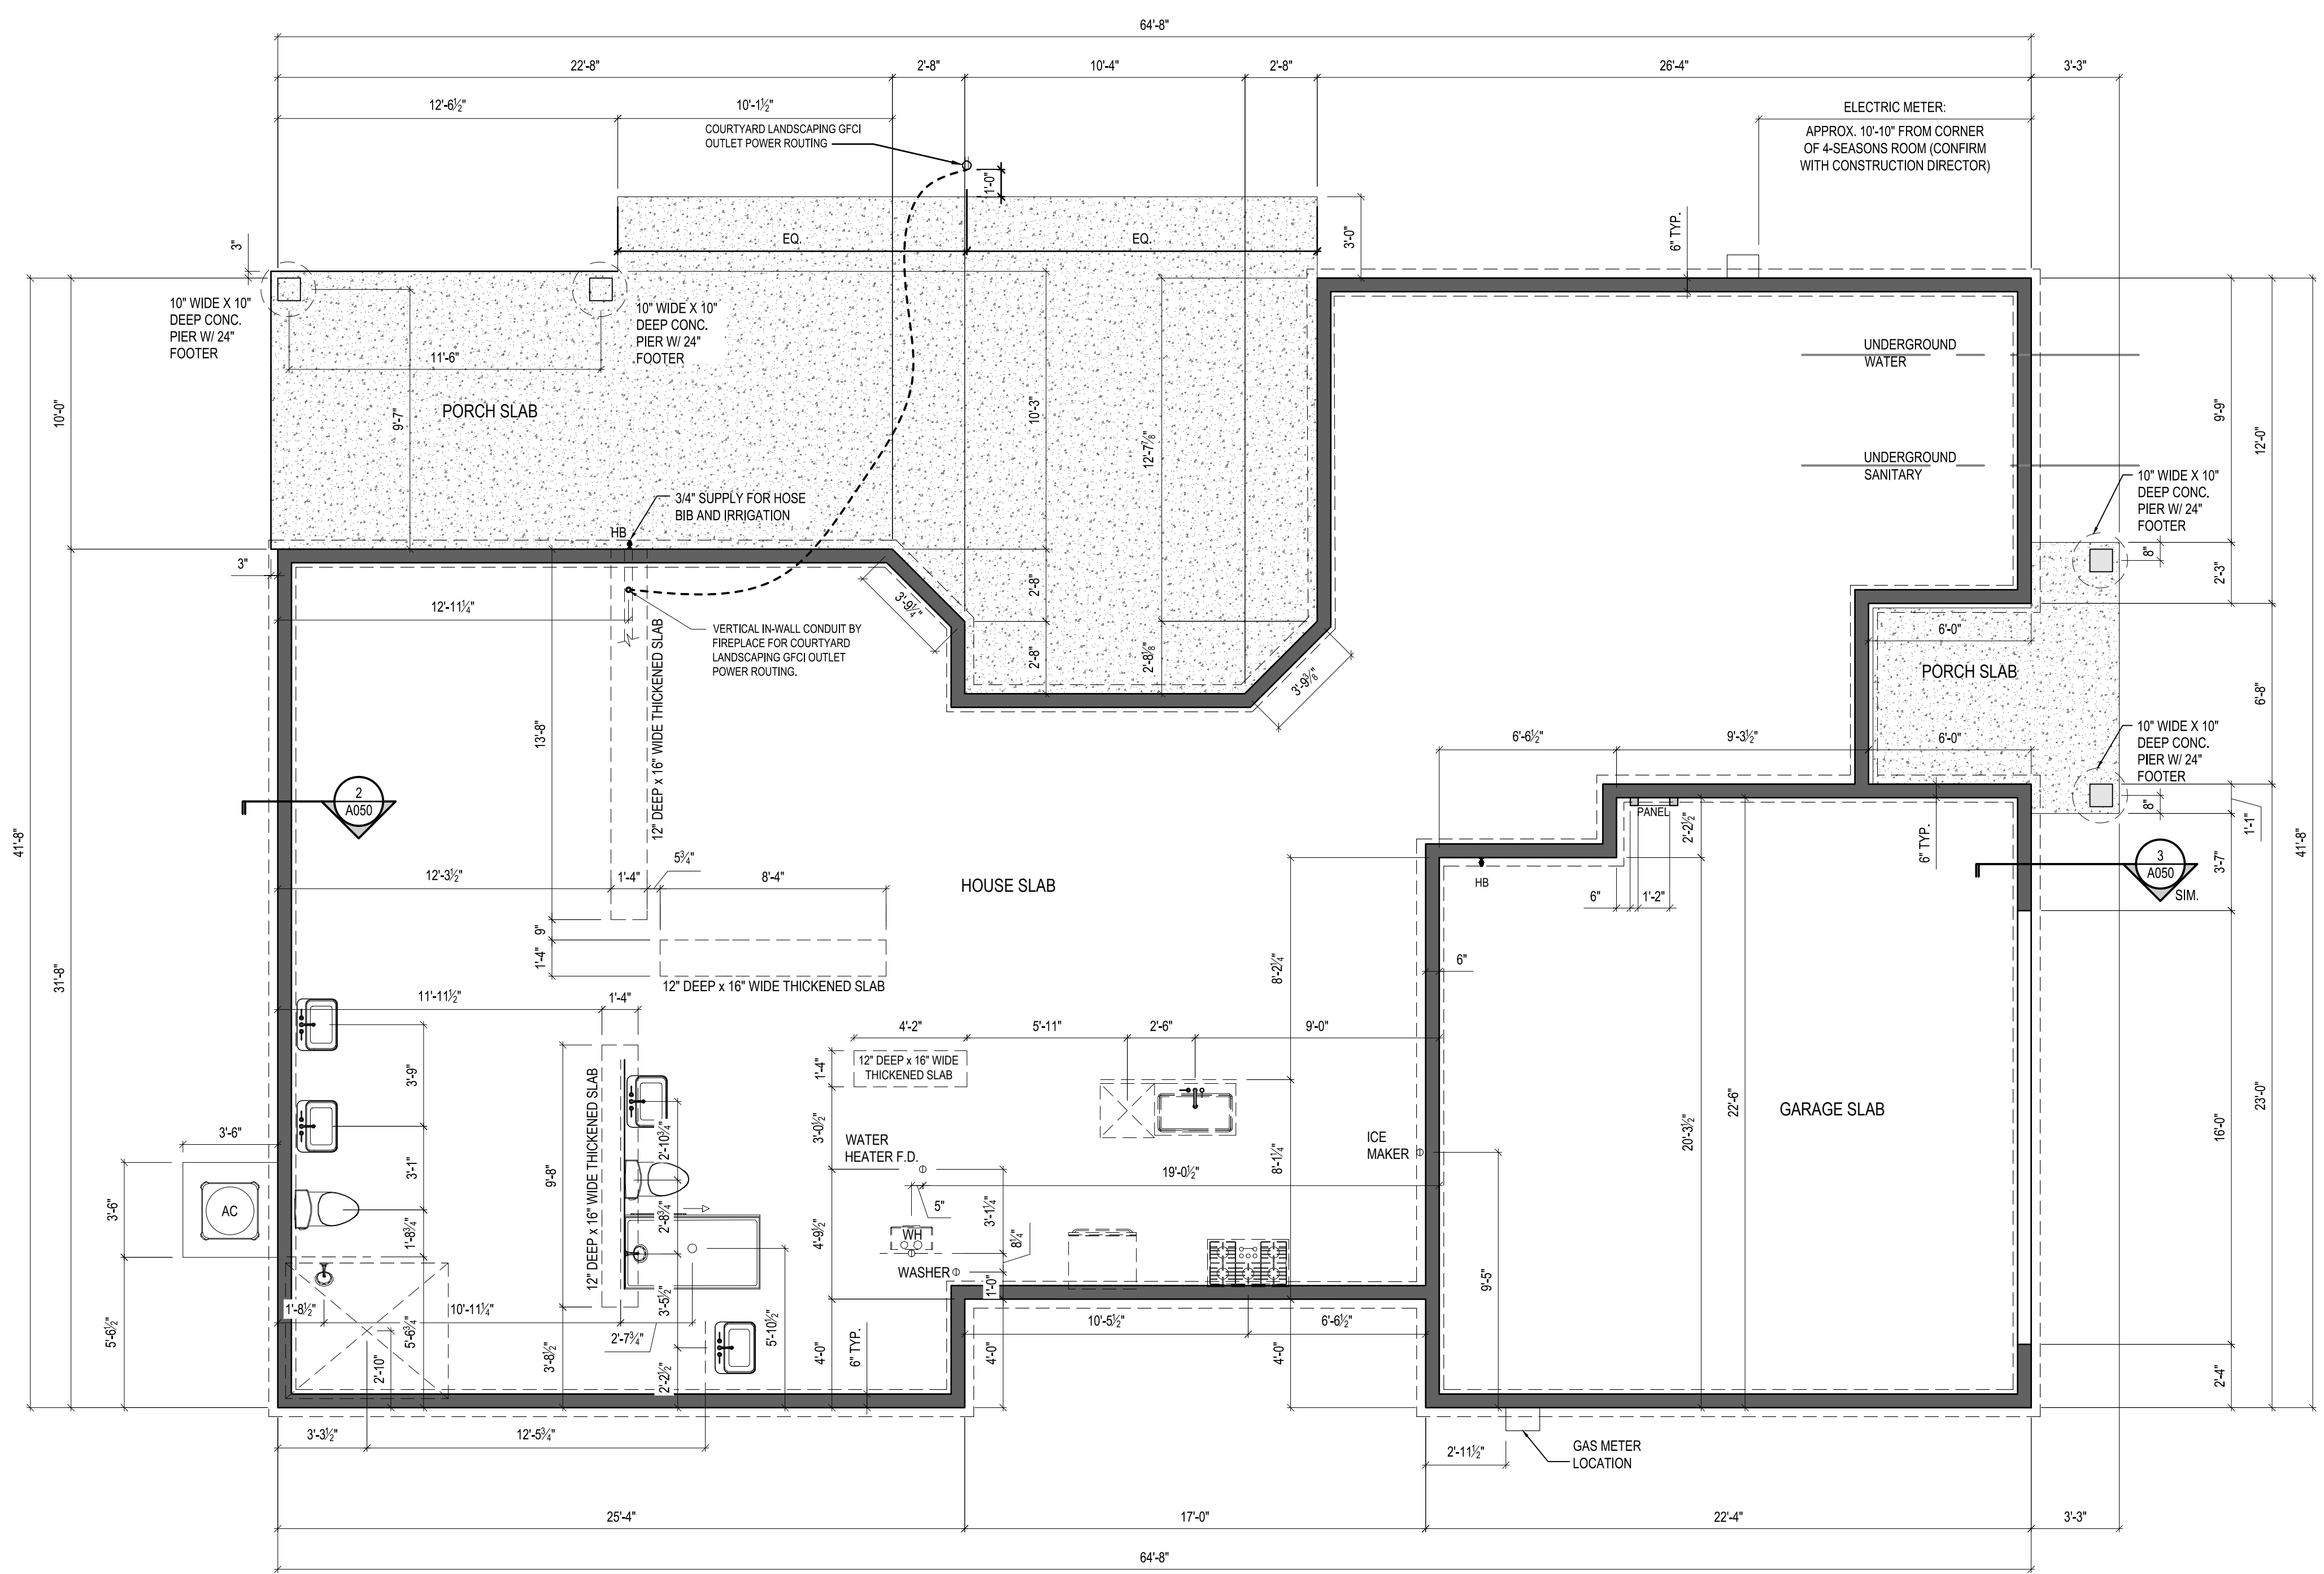 64'-8"
22'-8"
2'-8"
10'-4"
2'-8"
26'-4"
3'-3"
12'-6½"
10'-1½"
ELECTRIC METER:
APPROX. 10'-10" FROM CORNER
OF 4-SEASONS ROOM (CONFIRM
WITH CONSTRUCTION DIRECTOR)
COURTYARD LANDSCAPING GFCI
OUTLET POWER ROUTING
1'-0"
EQ.
EQ.
3'-0"
6" TYP.
3"
10" WIDE X 10"
DEEP CONC.
PIER W/ 24"
FOOTER
10" WIDE X 10"
DEEP CONC.
PIER W/ 24"
FOOTER
11'-6"
PORCH SLAB
9'-7"
10'-0"
10'-3"
12'-7⅞"
UNDERGROUND
WATER
UNDERGROUND
SANITARY
9'-9"
12'-0"
10" WIDE X 10"
DEEP CONC.
PIER W/ 24"
FOOTER
3/4" SUPPLY FOR HOSE
BIB AND IRRIGATION
HB
3"
12'-11¼"
3'-9¼"
2'-8"
2'-8"
2'-8⅛"
3'-9⅜"
8"
2'-3"
VERTICAL IN-WALL CONDUIT BY
FIREPLACE FOR COURTYARD
LANDSCAPING GFCI OUTLET
POWER ROUTING.
12" DEEP x 16" WIDE THICKENED SLAB
13'-8"
6'-0"
PORCH SLAB
6'-8"
6'-6½"
9'-3½"
6'-0"
10" WIDE X 10"
DEEP CONC.
PIER W/ 24"
FOOTER
8"
1'-1"
2
A050
41'-8"
31'-8"
PANEL
2'-2½"
6" TYP.
3'-7"
41'-8"
3
A050
SIM.
HB
6"
1'-2"
12'-3½"
1'-4"
5¾"
8'-4"
HOUSE SLAB
9"
1'-4"
12" DEEP x 16" WIDE THICKENED SLAB
8'-2¼"
6"
11'-11½"
1'-4"
4'-2"
5'-11"
2'-6"
9'-0"
12" DEEP x 16" WIDE
THICKENED SLAB
1'-4"
3'-9"
12" DEEP x 16" WIDE THICKENED SLAB
9'-8"
2'-10¾"
3'-0½"
WATER
HEATER F.D.
ICE
MAKER
GARAGE SLAB
20'-3½"
22'-6"
16'-0"
23'-0"
3'-6"
3'-6"
AC
3'-1"
1'-8¾"
2'-8¾"
4'-9½"
5"
19'-0½"
8'-1¼"
3'-1¼"
8¼"
WH
WASHER
1'-0"
9'-5"
5'-6½"
1'-8½"
10'-11¼"
5'-6¾"
2'-10"
2'-7¾"
3'-5½"
5'-10½"
3'-8½"
2'-2½"
4'-0"
6" TYP.
4'-0"
10'-5½"
6'-6½"
4'-0"
2'-4"
3'-3½"
12'-5¾"
2'-11½"
GAS METER
LOCATION
25'-4"
17'-0"
22'-4"
3'-3"
64'-8"